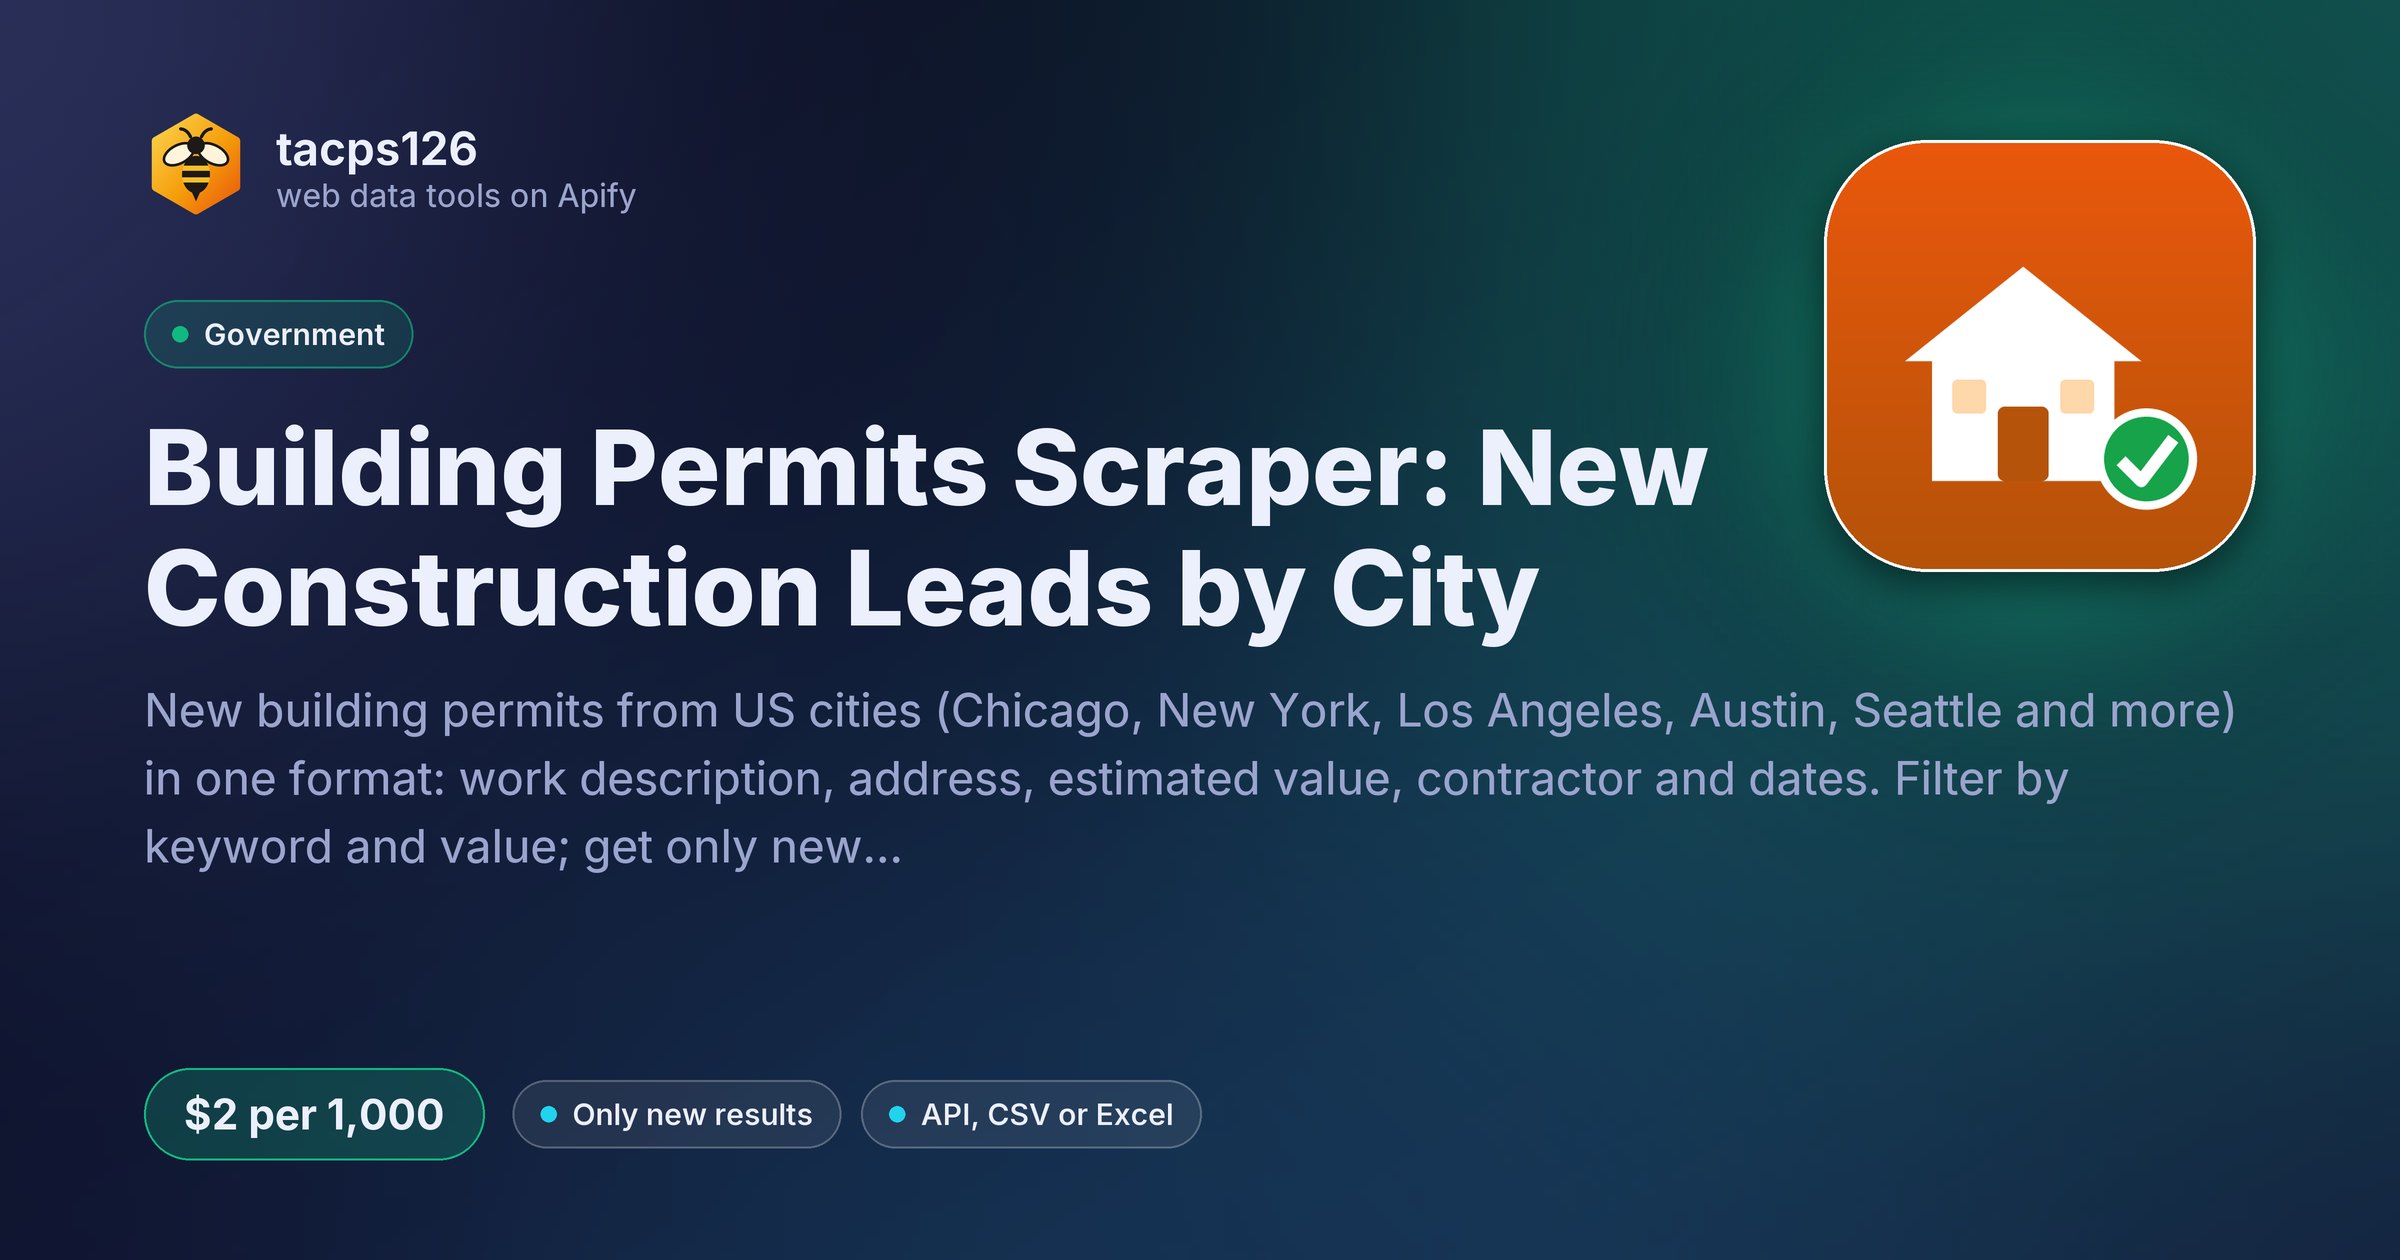 tacps126
web data tools on Apify
Government
Building Permits Scraper: New
Construction Leads by City
New building permits from US cities (Chicago, New York, Los Angeles, Austin, Seattle and more)
in one format: work description, address, estimated value, contractor and dates. Filter by
keyword and value; get only new...
$2 per 1,000
Only new results
API, CSV or Excel